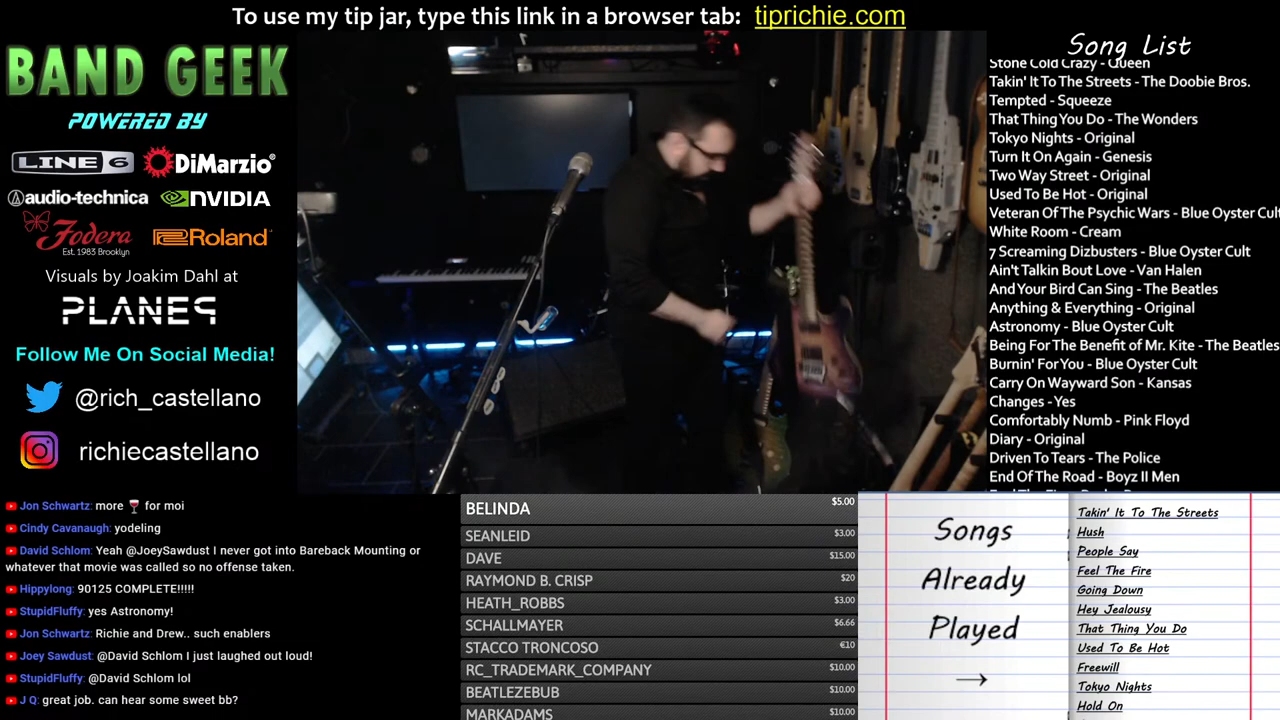 To use my tip jar, type this link in a browser tab: tiprichie.com
BAND GEEK
POWERED BY
LINE 6
DiMarzio
audio-technica
NVIDIA
Fodera
Est. 1983 Brooklyn
Roland
Visuals by Joakim Dahl at
PLANE9
Follow Me On Social Media!
@rich_castellano
richiecastellano
Song List
Stone Cold Crazy - Queen
Takin' It To The Streets - The Doobie Bros.
Tempted - Squeeze
That Thing You Do - The Wonders
Tokyo Nights - Original
Turn It On Again - Genesis
Two Way Street - Original
Used To Be Hot - Original
Veteran Of The Psychic Wars - Blue Oyster Cult
White Room - Cream
7 Screaming Dizbusters - Blue Oyster Cult
Ain't Talkin Bout Love - Van Halen
And Your Bird Can Sing - The Beatles
Anything & Everything - Original
Astronomy - Blue Oyster Cult
Being For The Benefit of Mr. Kite - The Beatles
Burnin' For You - Blue Oyster Cult
Carry On Wayward Son - Kansas
Changes - Yes
Comfortably Numb - Pink Floyd
Diary - Original
Driven To Tears - The Police
End Of The Road - Boyz II Men
Jon Schwartz: more 🍷 for moi
Cindy Cavanaugh: yodeling
David Schlom: Yeah @JoeySawdust I never got into Bareback Mounting or
whatever that movie was called so no offense taken.
Hippylong: 90125 COMPLETE!!!!!
StupidFluffy: yes Astronomy!
Jon Schwartz: Richie and Drew.. such enablers
Joey Sawdust: @David Schlom I just laughed out loud!
StupidFluffy: @David Schlom lol
J Q: great job. can hear some sweet bb?
BELINDA $5.00
SEANLEID $3.00
DAVE $15.00
RAYMOND B. CRISP $20
HEATH_ROBBS $3.00
SCHALLMAYER $6.66
STACCO TRONCOSO €10
RC_TRADEMARK_COMPANY $10.00
BEATLEZEBUB $10.00
MARKADAMS $10.00
Songs
Already
Played
→
Takin' It To The Streets
Hush
People Say
Feel The Fire
Going Down
Hey Jealousy
That Thing You Do
Used To Be Hot
Freewill
Tokyo Nights
Hold On